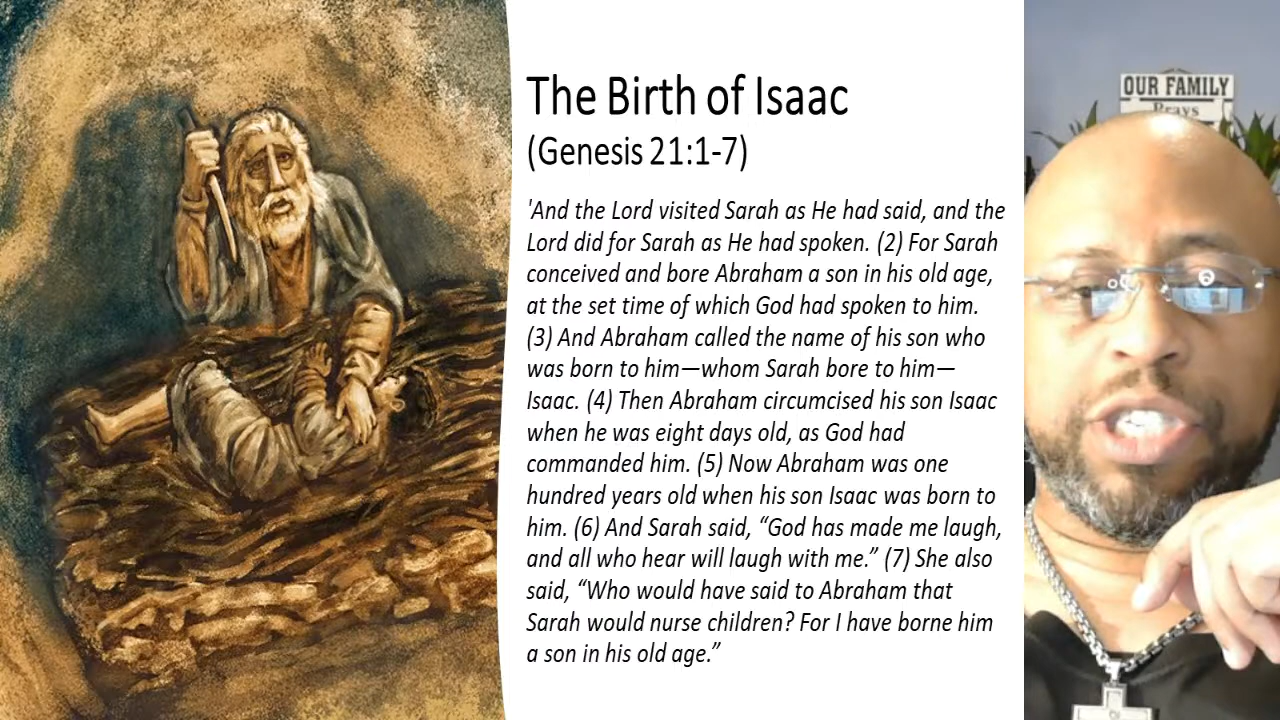 The Birth of Isaac
(Genesis 21:1-7)
'And the Lord visited Sarah as He had said, and the
Lord did for Sarah as He had spoken. (2) For Sarah
conceived and bore Abraham a son in his old age,
at the set time of which God had spoken to him.
(3) And Abraham called the name of his son who
was born to him—whom Sarah bore to him—
Isaac. (4) Then Abraham circumcised his son Isaac
when he was eight days old, as God had
commanded him. (5) Now Abraham was one
hundred years old when his son Isaac was born to
him. (6) And Sarah said, “God has made me laugh,
and all who hear will laugh with me.” (7) She also
said, “Who would have said to Abraham that
Sarah would nurse children? For I have borne him
a son in his old age.”
OUR FAMILY
Prays